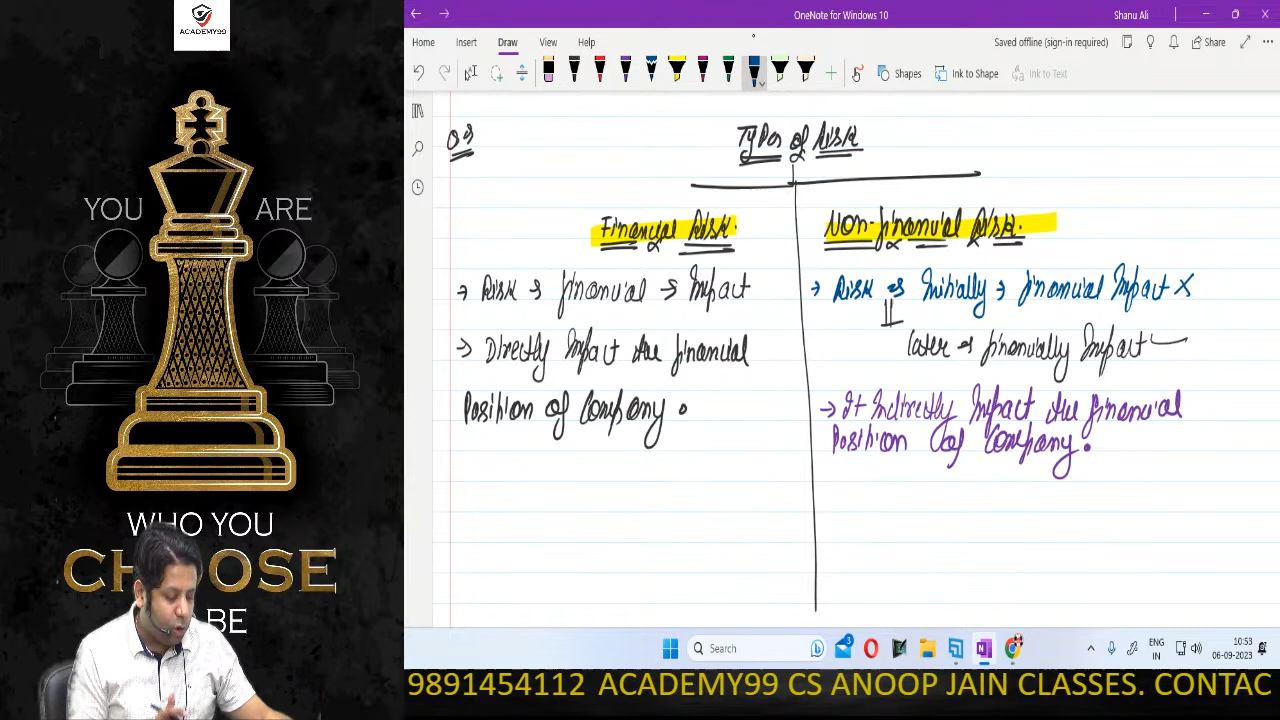 ACADEMY99
YOU ARE
WHO YOU
CHOOSE
BE
OneNote for Windows 10
Shanu Ali
Home Insert Draw View Help
Saved offline (sign-in required)
Share
Shapes
Ink to Shape
Ink to Text
Types of Risk
Financial Risk.
→ Risk → financial → Impact
→ Directly Impact the financial
Position of Company.
Non-financial Risk.
→ Risk → Initially → financial Impact X
Later → financially Impact
→ It Indirectly Impact the financial
Position of Company.
Search
3
ENG
IN
10:53
06-09-2023
9891454112 ACADEMY99 CS ANOOP JAIN CLASSES. CONTAC